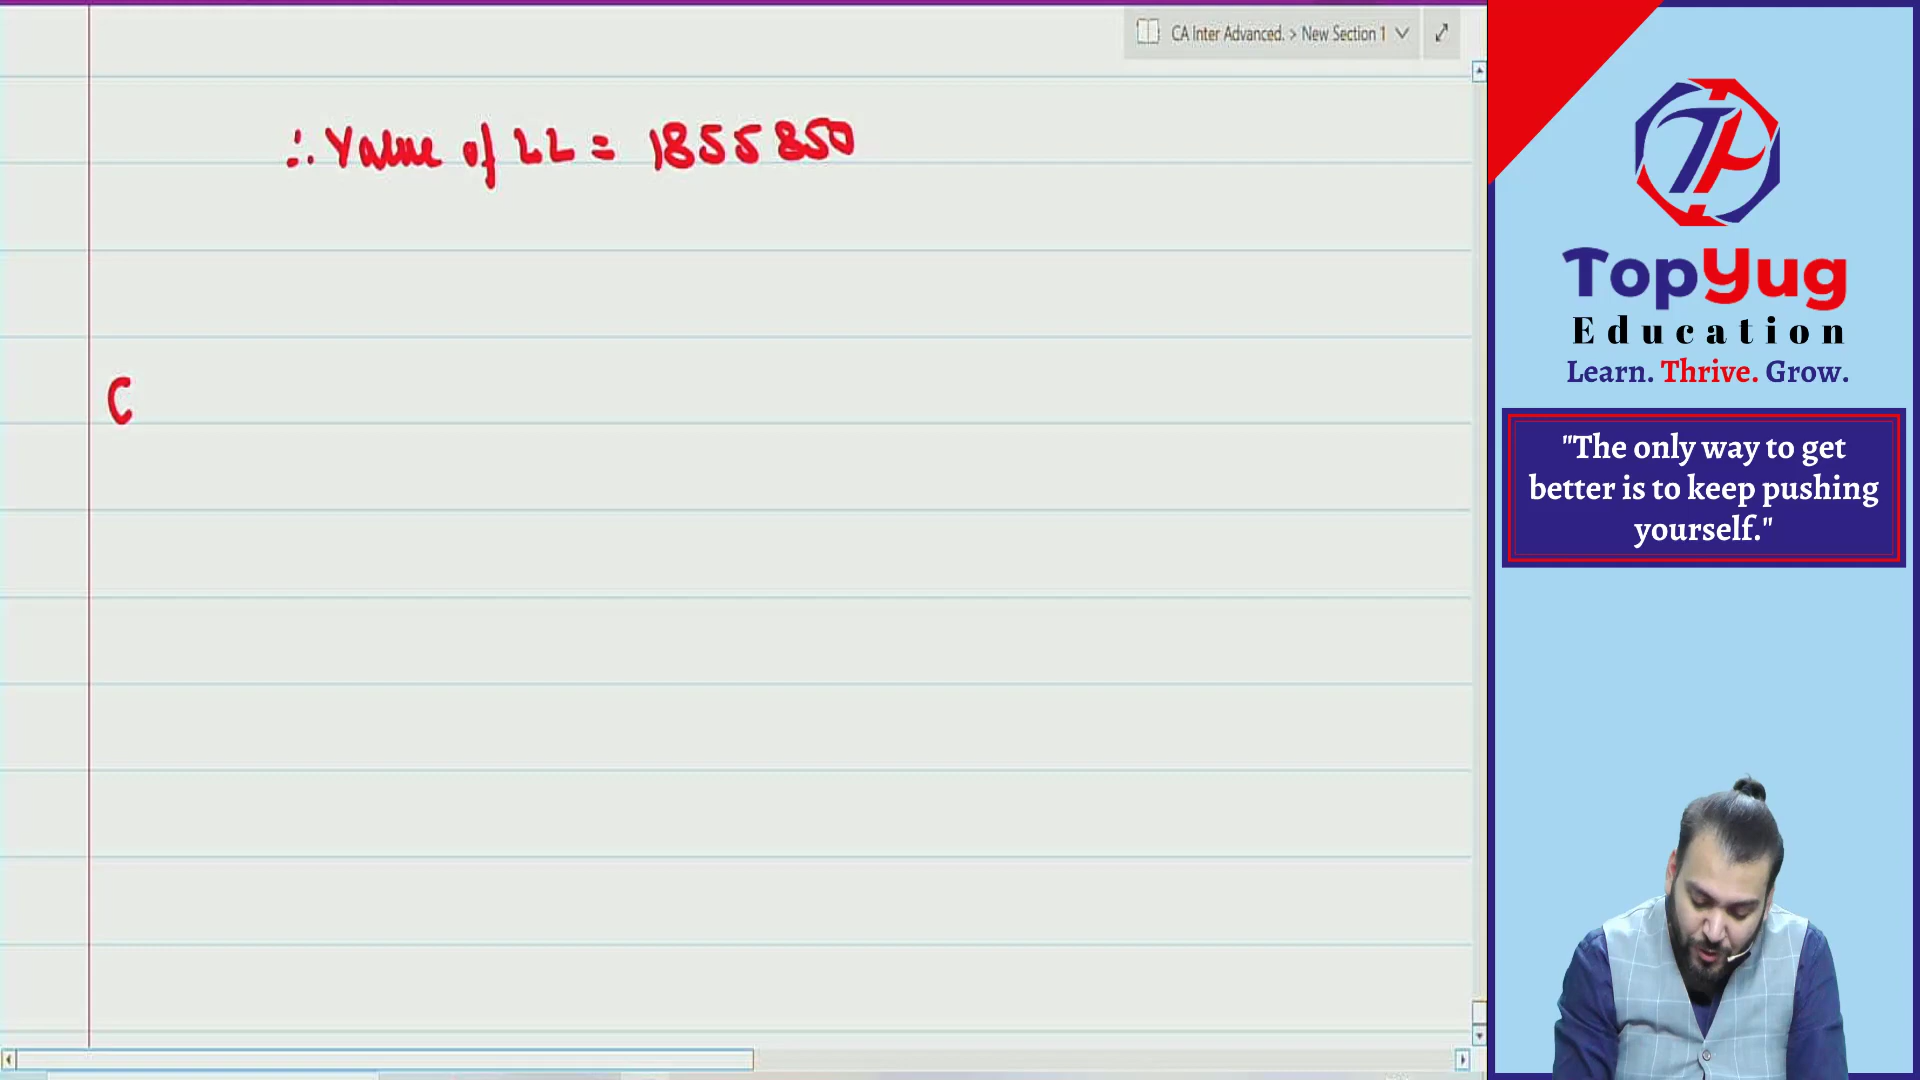 CA Inter Advanced. > New Section 1
∴ Value of LL = 1855850
C
TopYug
Education
Learn. Thrive. Grow.
"The only way to get
better is to keep pushing
yourself."